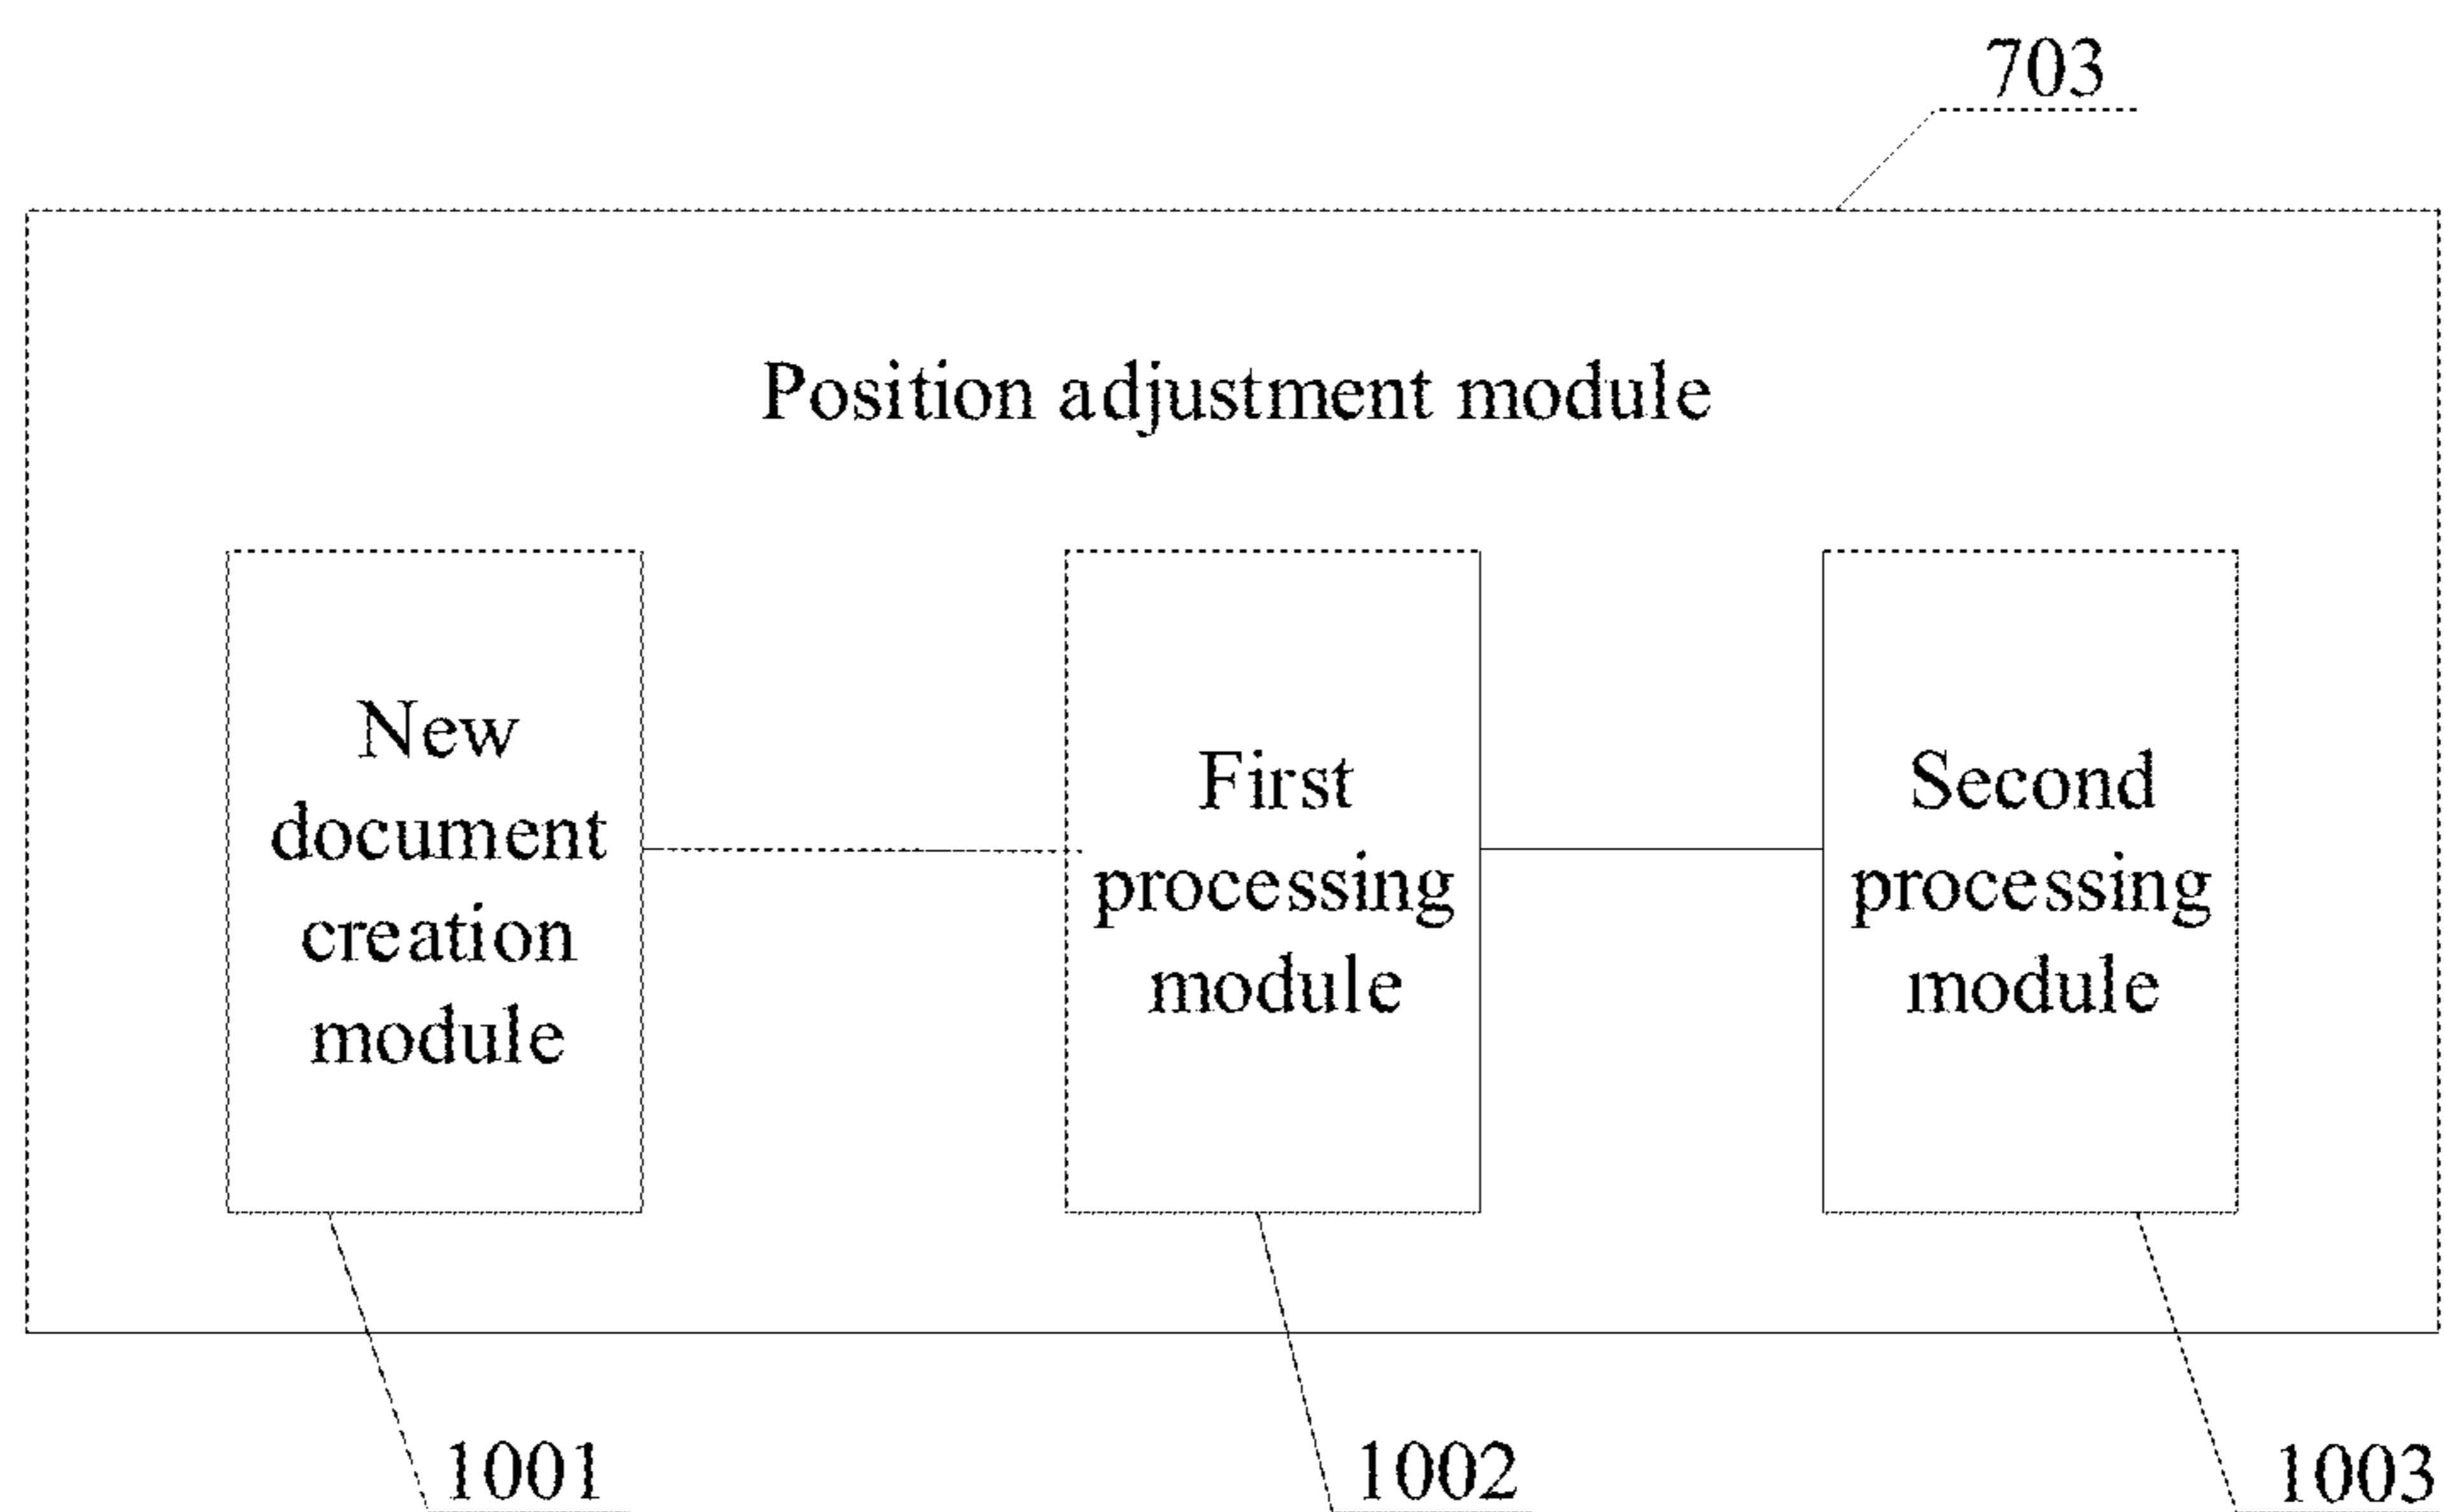 703
Position adjustment module
New
document
creation
module
First
processing
module
Second
processing
module
1001
1002
1003